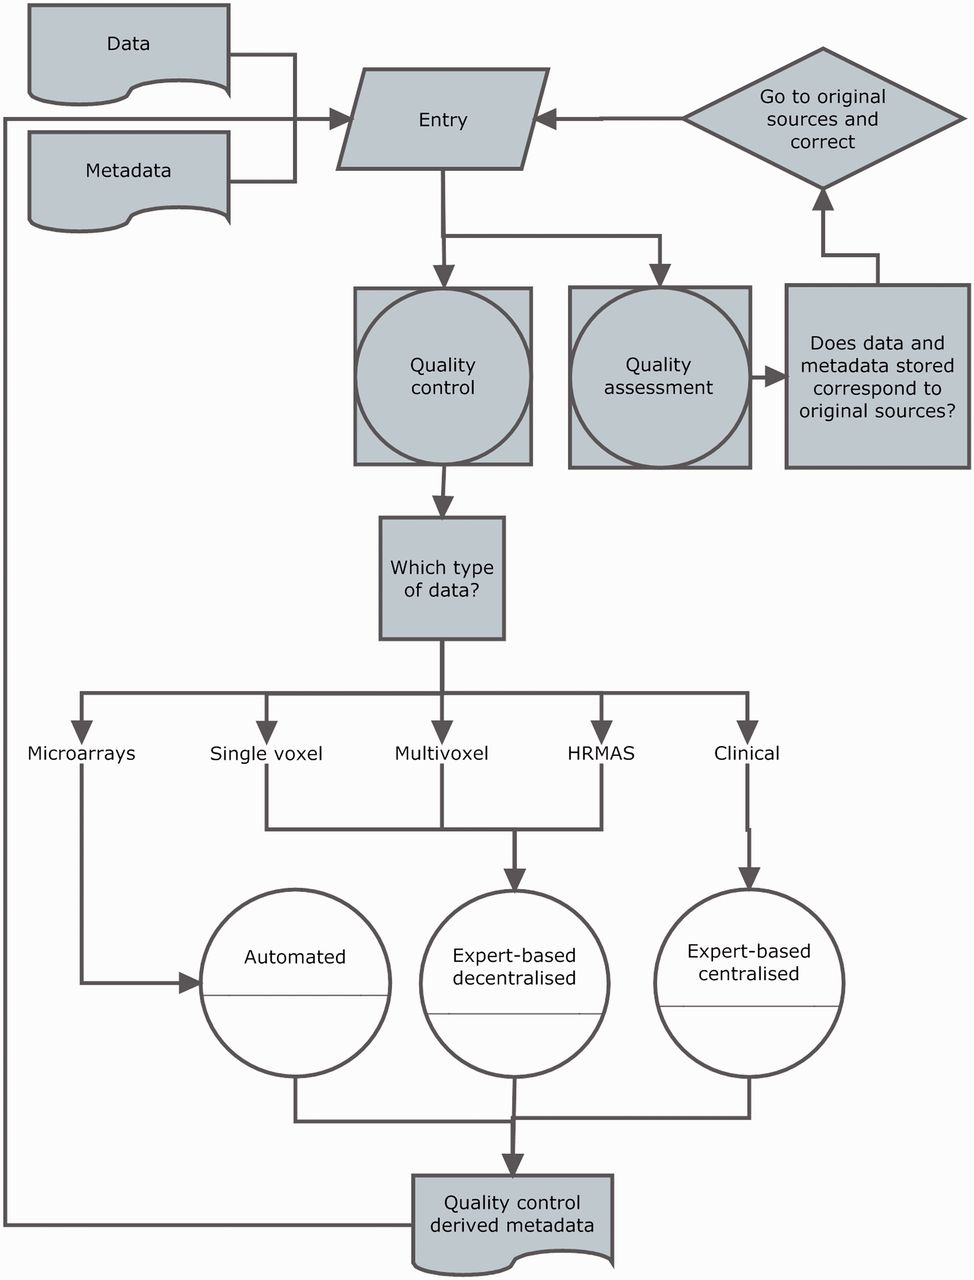 Data
Metadata
Entry
Go to original
sources and
correct
Quality
control
Quality
assessment
Does data and
metadata stored
correspond to
original sources?
Which type
of data?
Microarrays
Single voxel
Multivoxel
HRMAS
Clinical
Automated
Expert-based
decentralised
Expert-based
centralised
Quality control
derived metadata